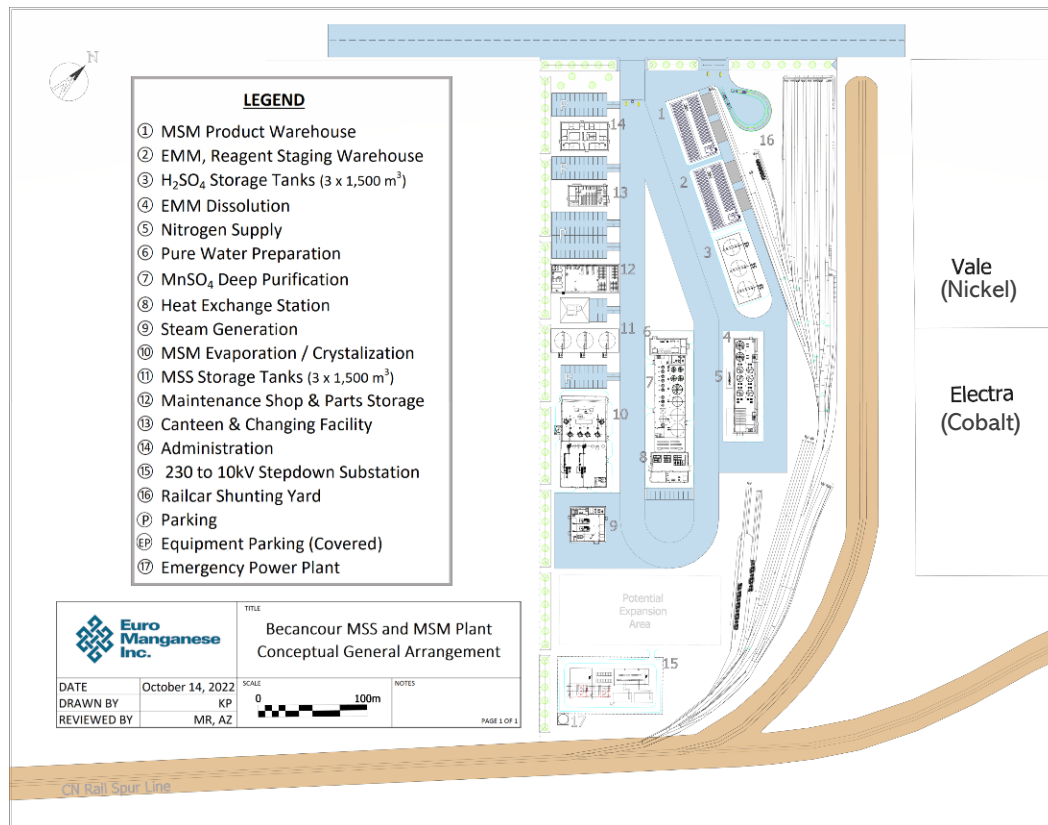 N
LEGEND
① MSM Product Warehouse
② EMM, Reagent Staging Warehouse
③ H₂SO₄ Storage Tanks (3 x 1,500 m³)
④ EMM Dissolution
⑤ Nitrogen Supply
⑥ Pure Water Preparation
⑦ MnSO₄ Deep Purification
⑧ Heat Exchange Station
⑨ Steam Generation
⑩ MSM Evaporation / Crystalization
⑪ MSS Storage Tanks (3 x 1,500 m³)
⑫ Maintenance Shop & Parts Storage
⑬ Canteen & Changing Facility
⑭ Administration
⑮ 230 to 10kV Stepdown Substation
⑯ Railcar Shunting Yard
Ⓟ Parking
EP Equipment Parking (Covered)
⑰ Emergency Power Plant
P
14
P
13
P
12
EP
11
P
10
9
1
2
3
16
6
7
8
4
5
Vale
(Nickel)
Electra
(Cobalt)
Potential
Expansion
Area
15
17
Euro
Manganese
Inc.
TITLE
Becancour MSS and MSM Plant
Conceptual General Arrangement
DATE October 14, 2022
DRAWN BY KP
REVIEWED BY MR, AZ
SCALE
0 100m
NOTES
PAGE 1 OF 1
CN Rail Spur Line